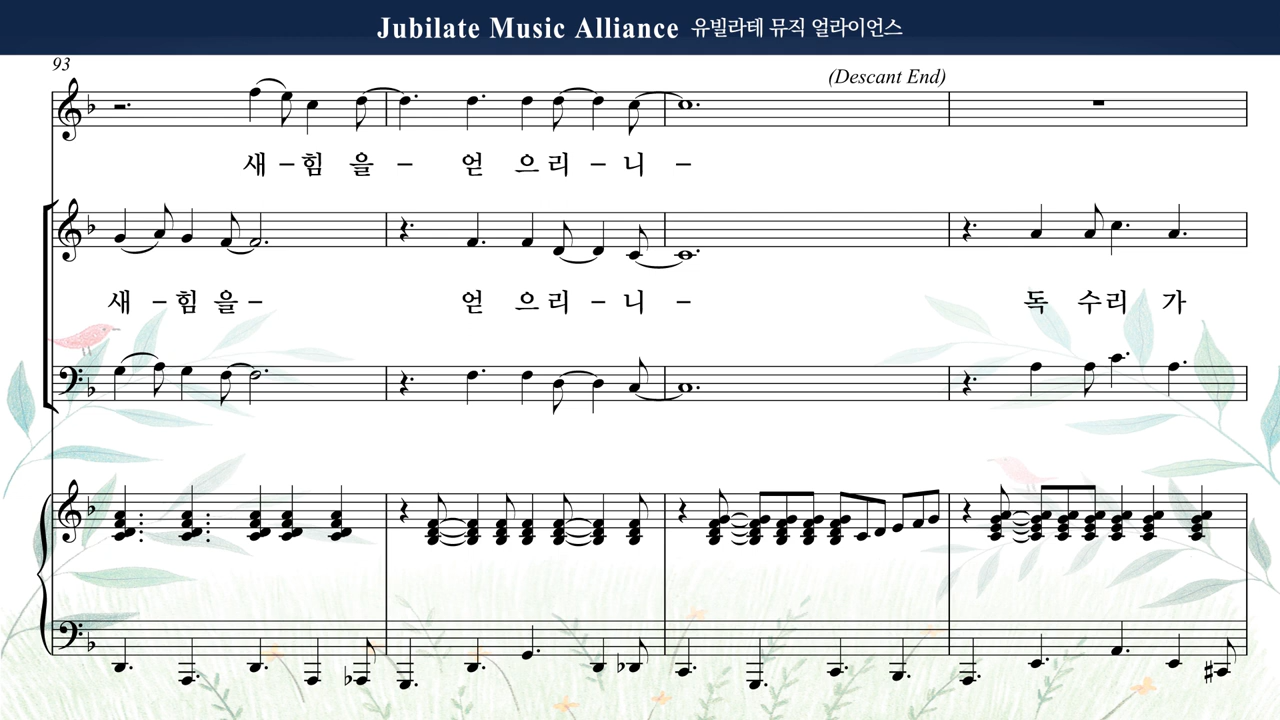 Jubilate Music Alliance 유빌라테 뮤직 얼라이언스
93
(Descant End)
새 – 힘 을 – 얻 으 리 – 니 –
새 – 힘 을 – 얻 으 리 – 니 – 독 수 리 가